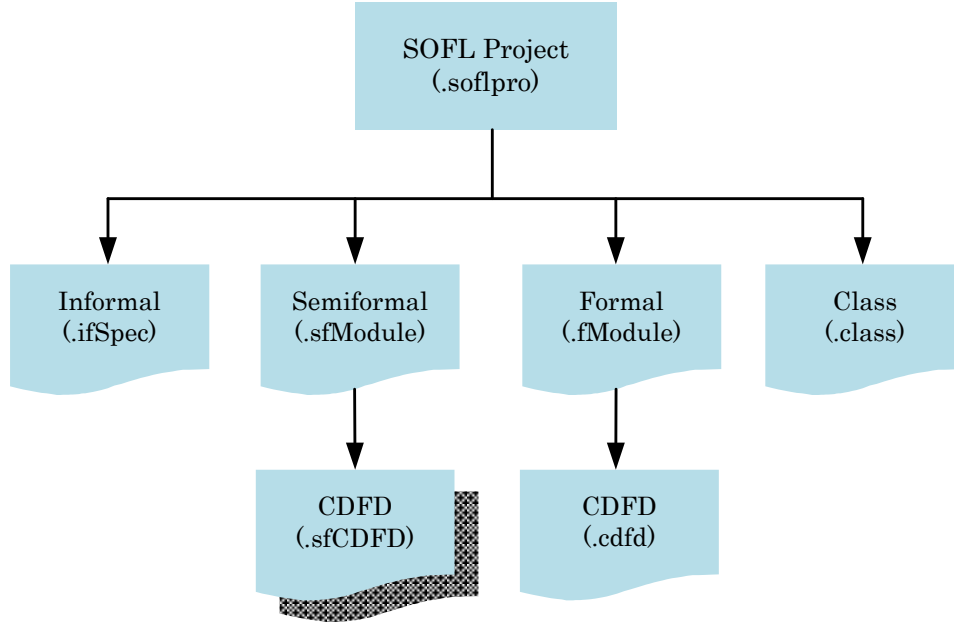 SOFL Project
(.soflpro)
Informal
(.ifSpec)
Semiformal
(.sfModule)
Formal
(.fModule)
Class
(.class)
CDFD
(.sfCDFD)
CDFD
(.cdfd)